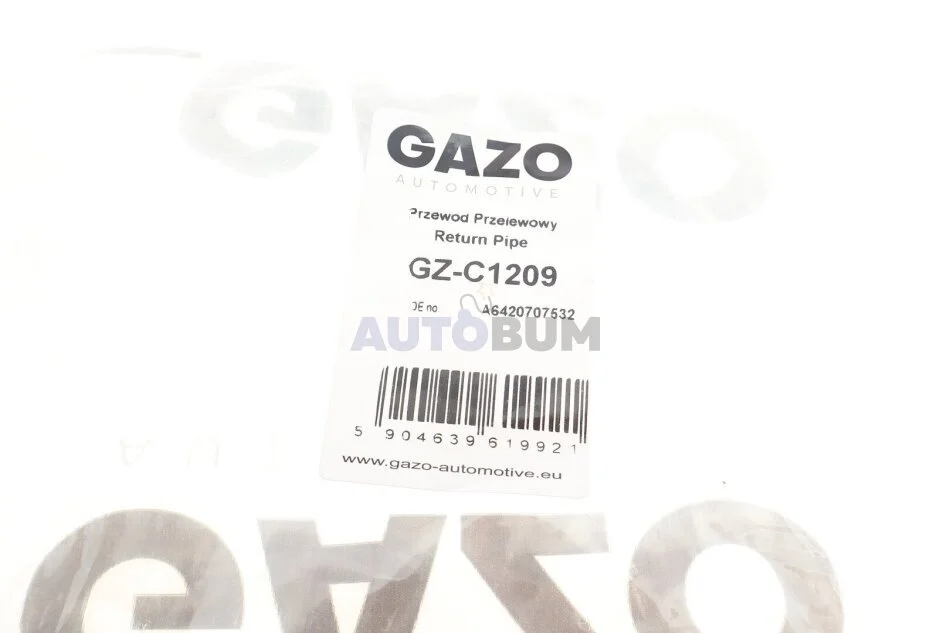 GAZO
AUTOMOTIVE
Przewod Przelewowy
Return Pipe
GZ-C1209
OE no A6420707532
AUTOBUM
5 904639 619921
www.gazo-automotive.eu
GAZO